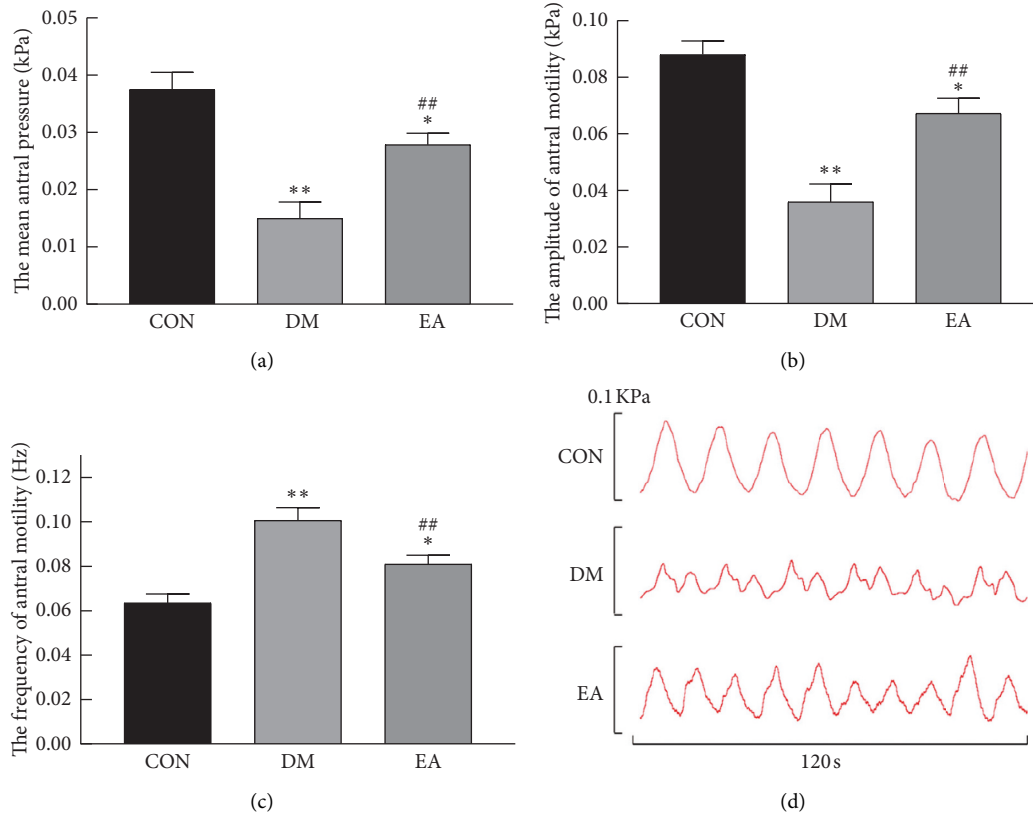 The mean antral pressure (kPa)
0.05
0.04
0.03
0.02
0.01
0.00
**
##
*
CON DM EA
(a)
The amplitude of antral motility (kPa)
0.10
0.08
0.06
0.04
0.02
0.00
**
##
*
CON DM EA
(b)
The frequency of antral motility (Hz)
0.12
0.10
0.08
0.06
0.04
0.02
0.00
**
##
*
CON DM EA
(c)
0.1 KPa
CON
DM
EA
120 s
(d)